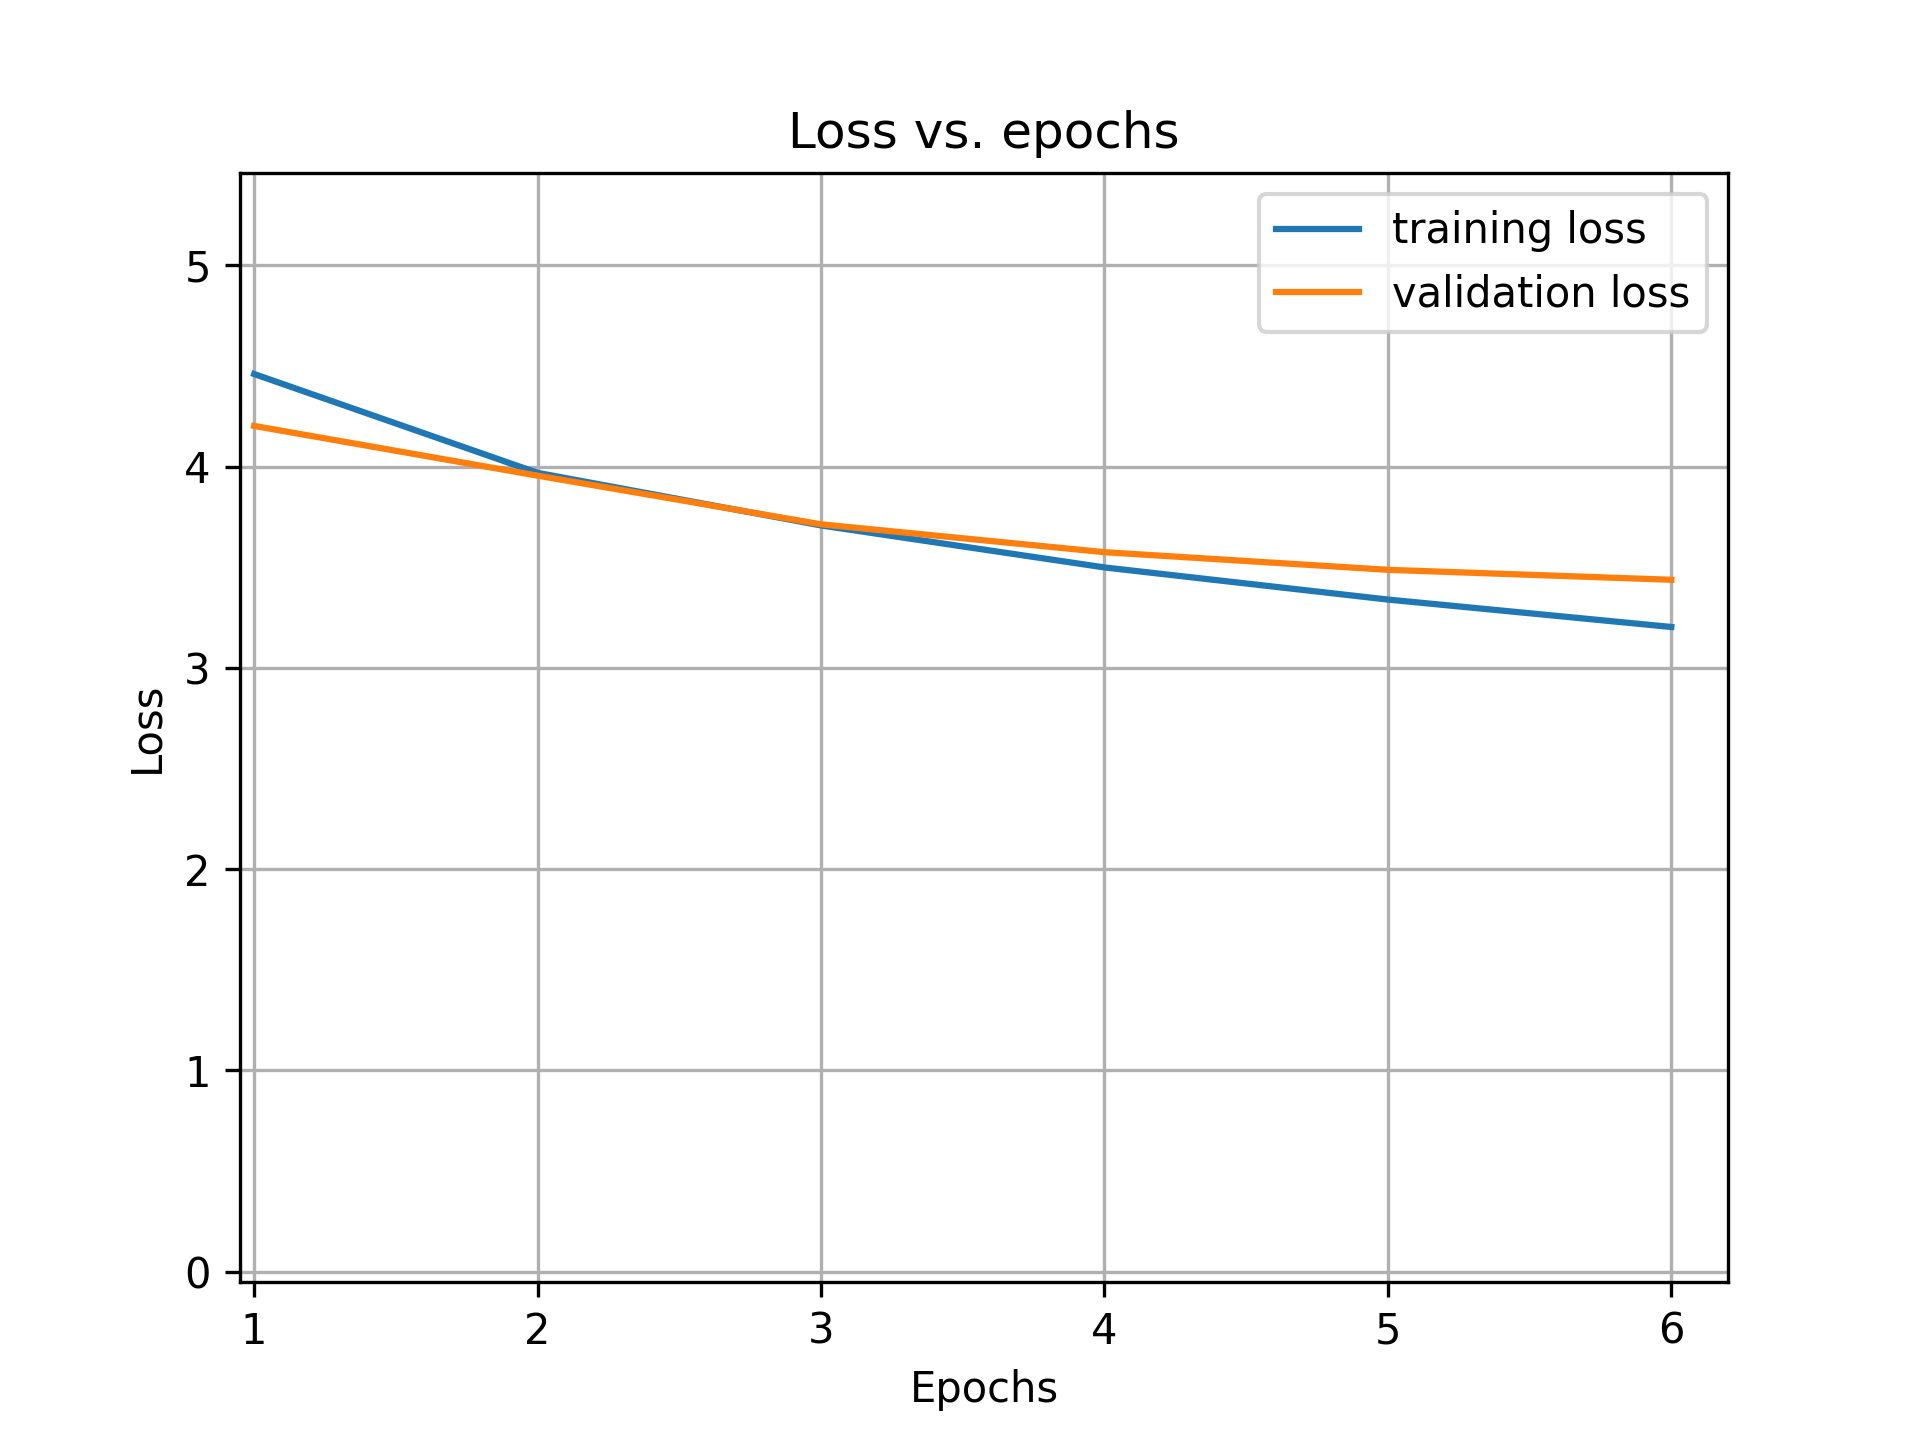 Loss vs. epochs
training loss
validation loss
5
4
3
2
1
0
Loss
1 2 3 4 5 6
Epochs